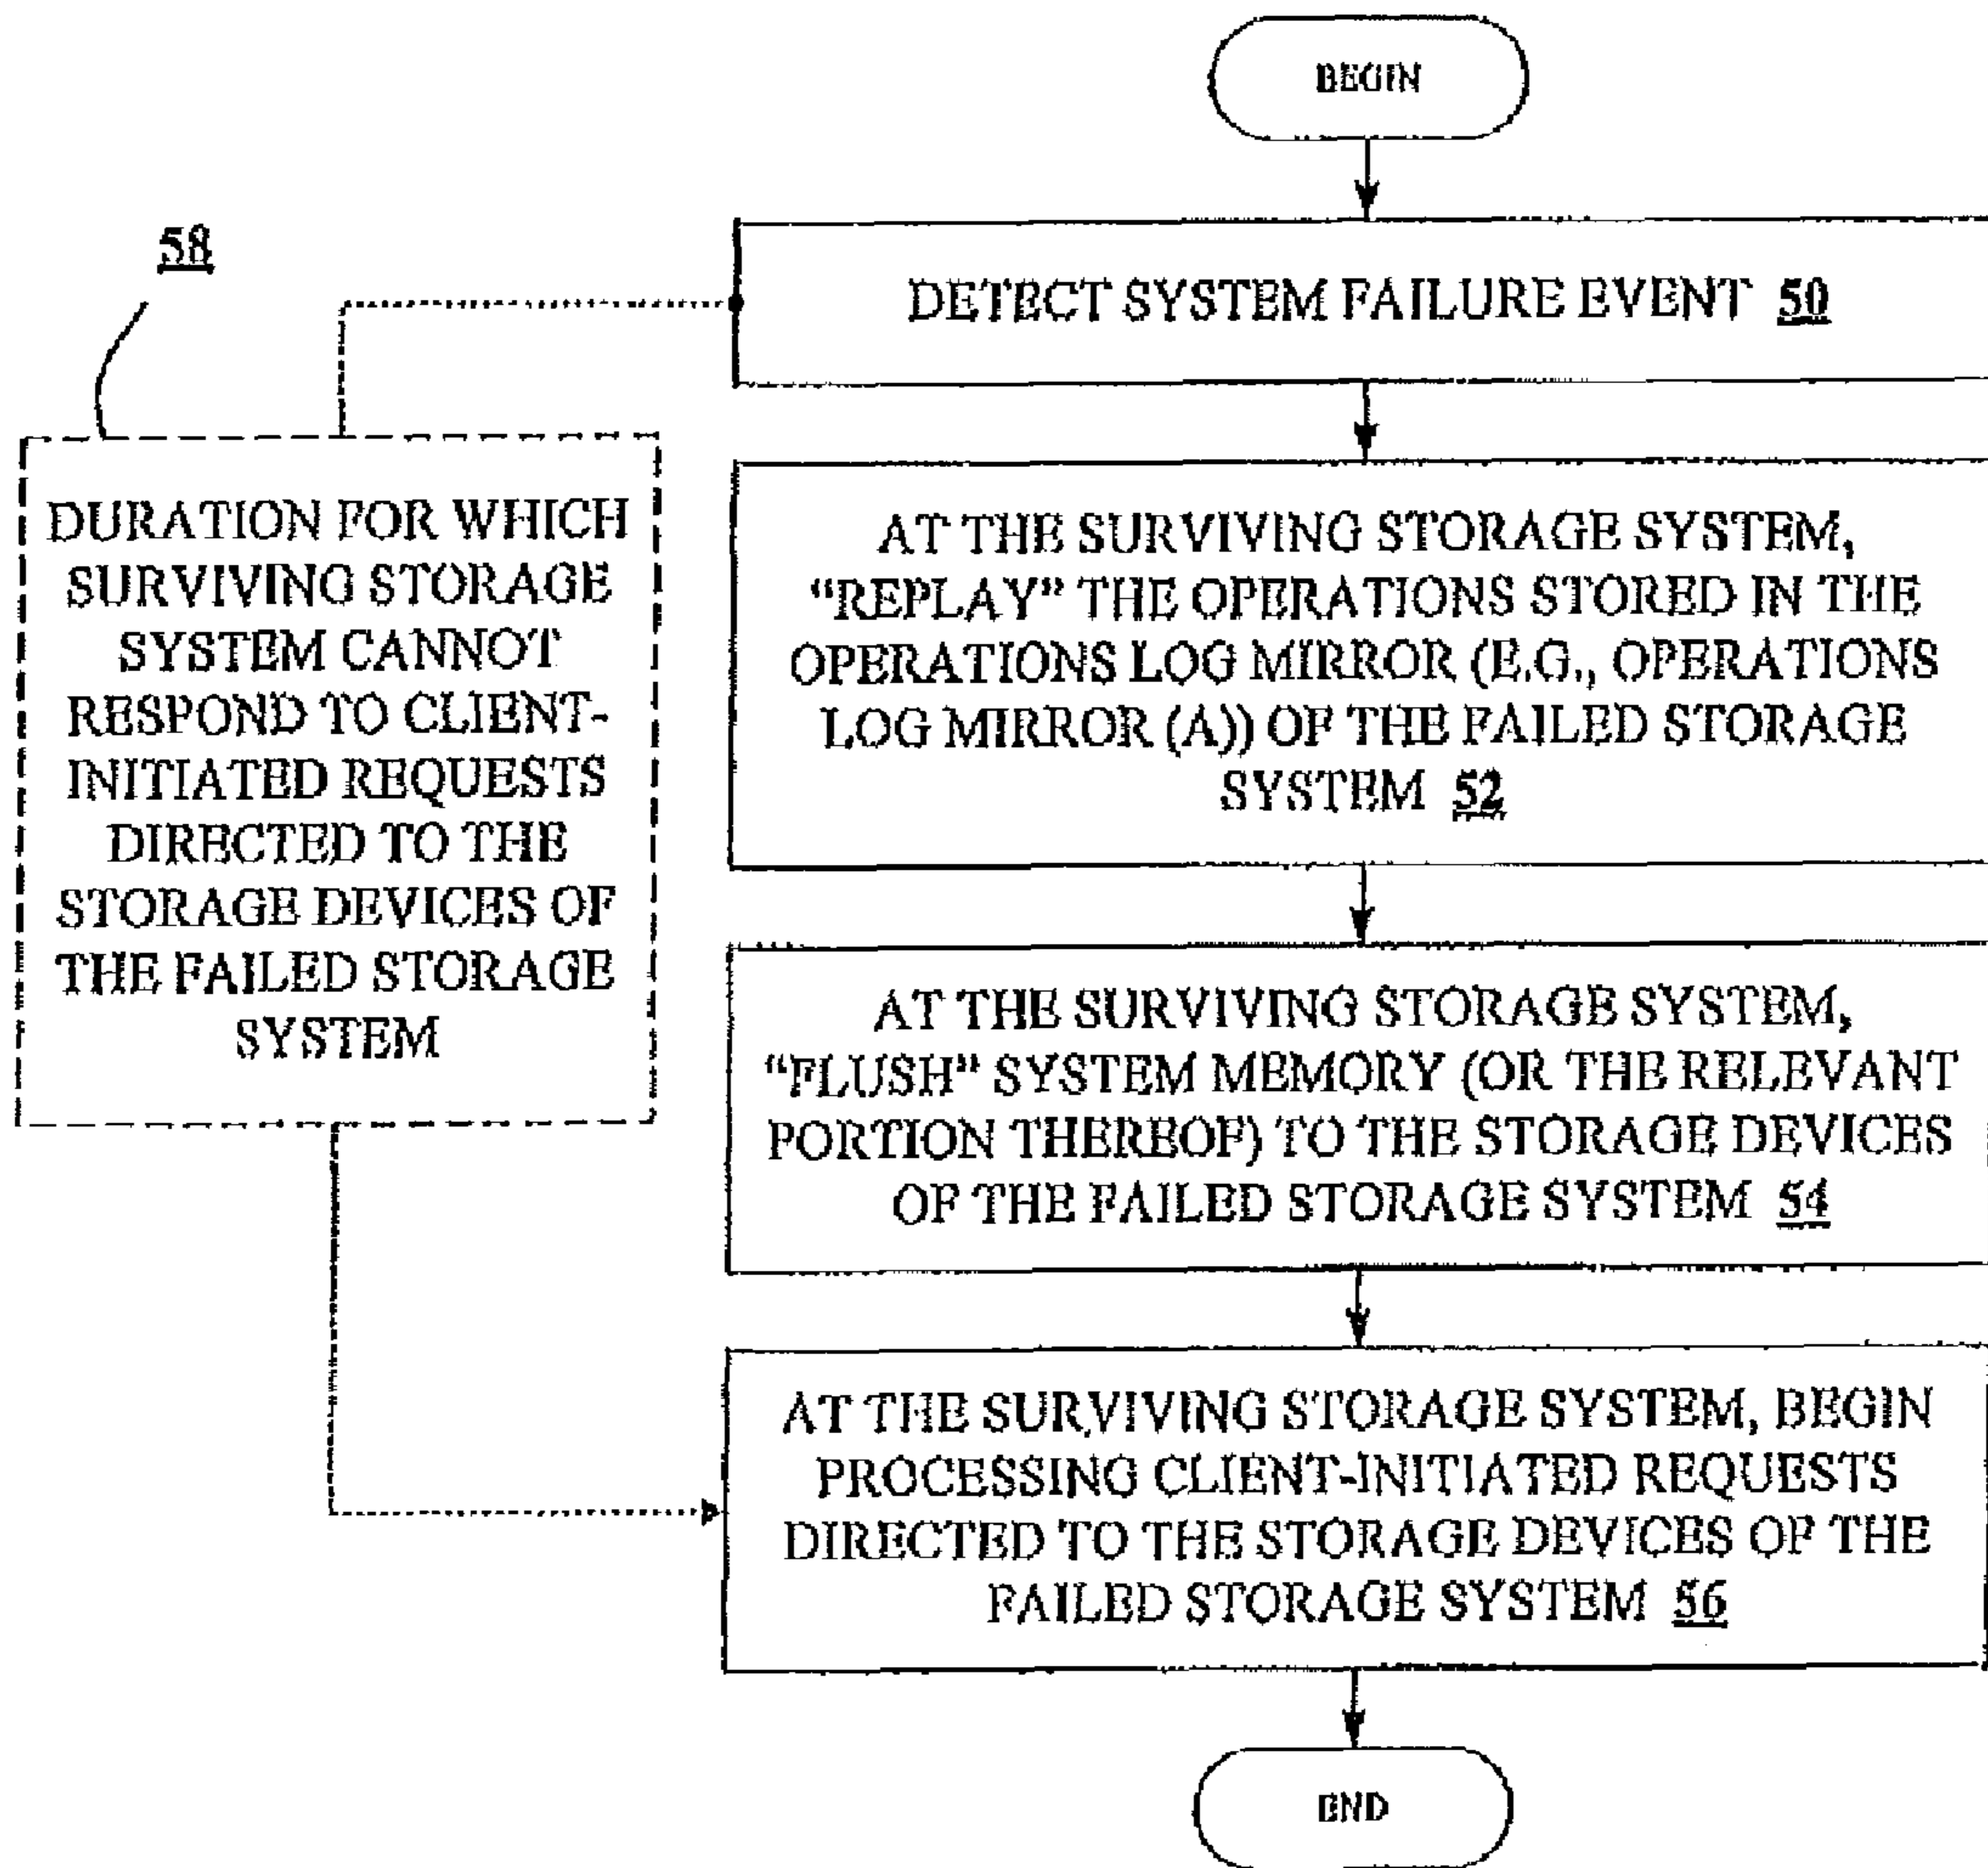 BEGIN
58
DETECT SYSTEM FAILURE EVENT 50
DURATION FOR WHICH
SURVIVING STORAGE
SYSTEM CANNOT
RESPOND TO CLIENT-
INITIATED REQUESTS
DIRECTED TO THE
STORAGE DEVICES OF
THE FAILED STORAGE
SYSTEM
AT THE SURVIVING STORAGE SYSTEM,
“REPLAY” THE OPERATIONS STORED IN THE
OPERATIONS LOG MIRROR (E.G., OPERATIONS
LOG MIRROR (A)) OF THE FAILED STORAGE
SYSTEM 52
AT THE SURVIVING STORAGE SYSTEM,
“FLUSH” SYSTEM MEMORY (OR THE RELEVANT
PORTION THEREOF) TO THE STORAGE DEVICES
OF THE FAILED STORAGE SYSTEM 54
AT THE SURVIVING STORAGE SYSTEM, BEGIN
PROCESSING CLIENT-INITIATED REQUESTS
DIRECTED TO THE STORAGE DEVICES OF THE
FAILED STORAGE SYSTEM 56
END